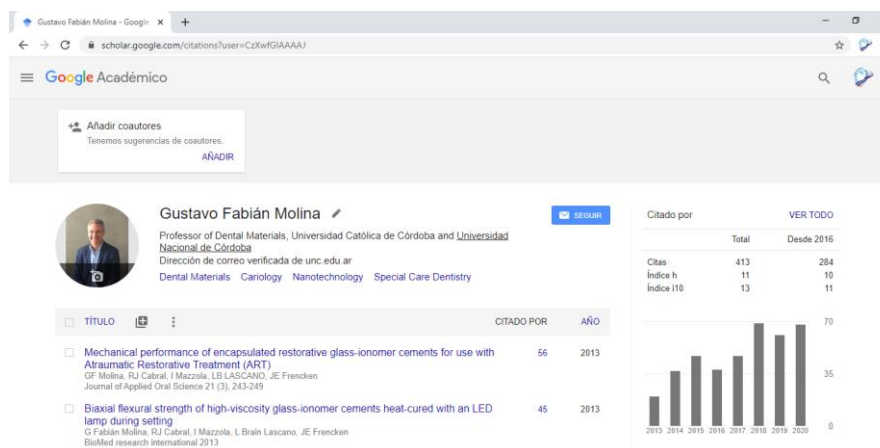 Gustavo Fabián Molina - Google
scholar.google.com/citations?user=CzXwfGIAAAAJ
Google Académico
Añadir coautores
Tenemos sugerencias de coautores.
AÑADIR
Gustavo Fabián Molina
SEGUIR
Professor of Dental Materials, Universidad Católica de Córdoba and Universidad
Nacional de Córdoba
Dirección de correo verificada de unc.edu.ar
Dental Materials Cariology Nanotechnology Special Care Dentistry
TÍTULO CITADO POR AÑO
Mechanical performance of encapsulated restorative glass-ionomer cements for use with 56 2013
Atraumatic Restorative Treatment (ART)
GF Molina, RJ Cabral, I Mazzola, LB LASCANO, JE Frencken
Journal of Applied Oral Science 21 (3), 243-249
Biaxial flexural strength of high-viscosity glass-ionomer cements heat-cured with an LED 45 2013
lamp during setting
G Fabián Molina, RJ Cabral, I Mazzola, L Brain Lascano, JE Frencken
BioMed research international 2013
Citado por VER TODO
Total Desde 2016
Citas 413 284
Índice h 11 10
Índice i10 13 11
70
35
0
2013 2014 2015 2016 2017 2018 2019 2020